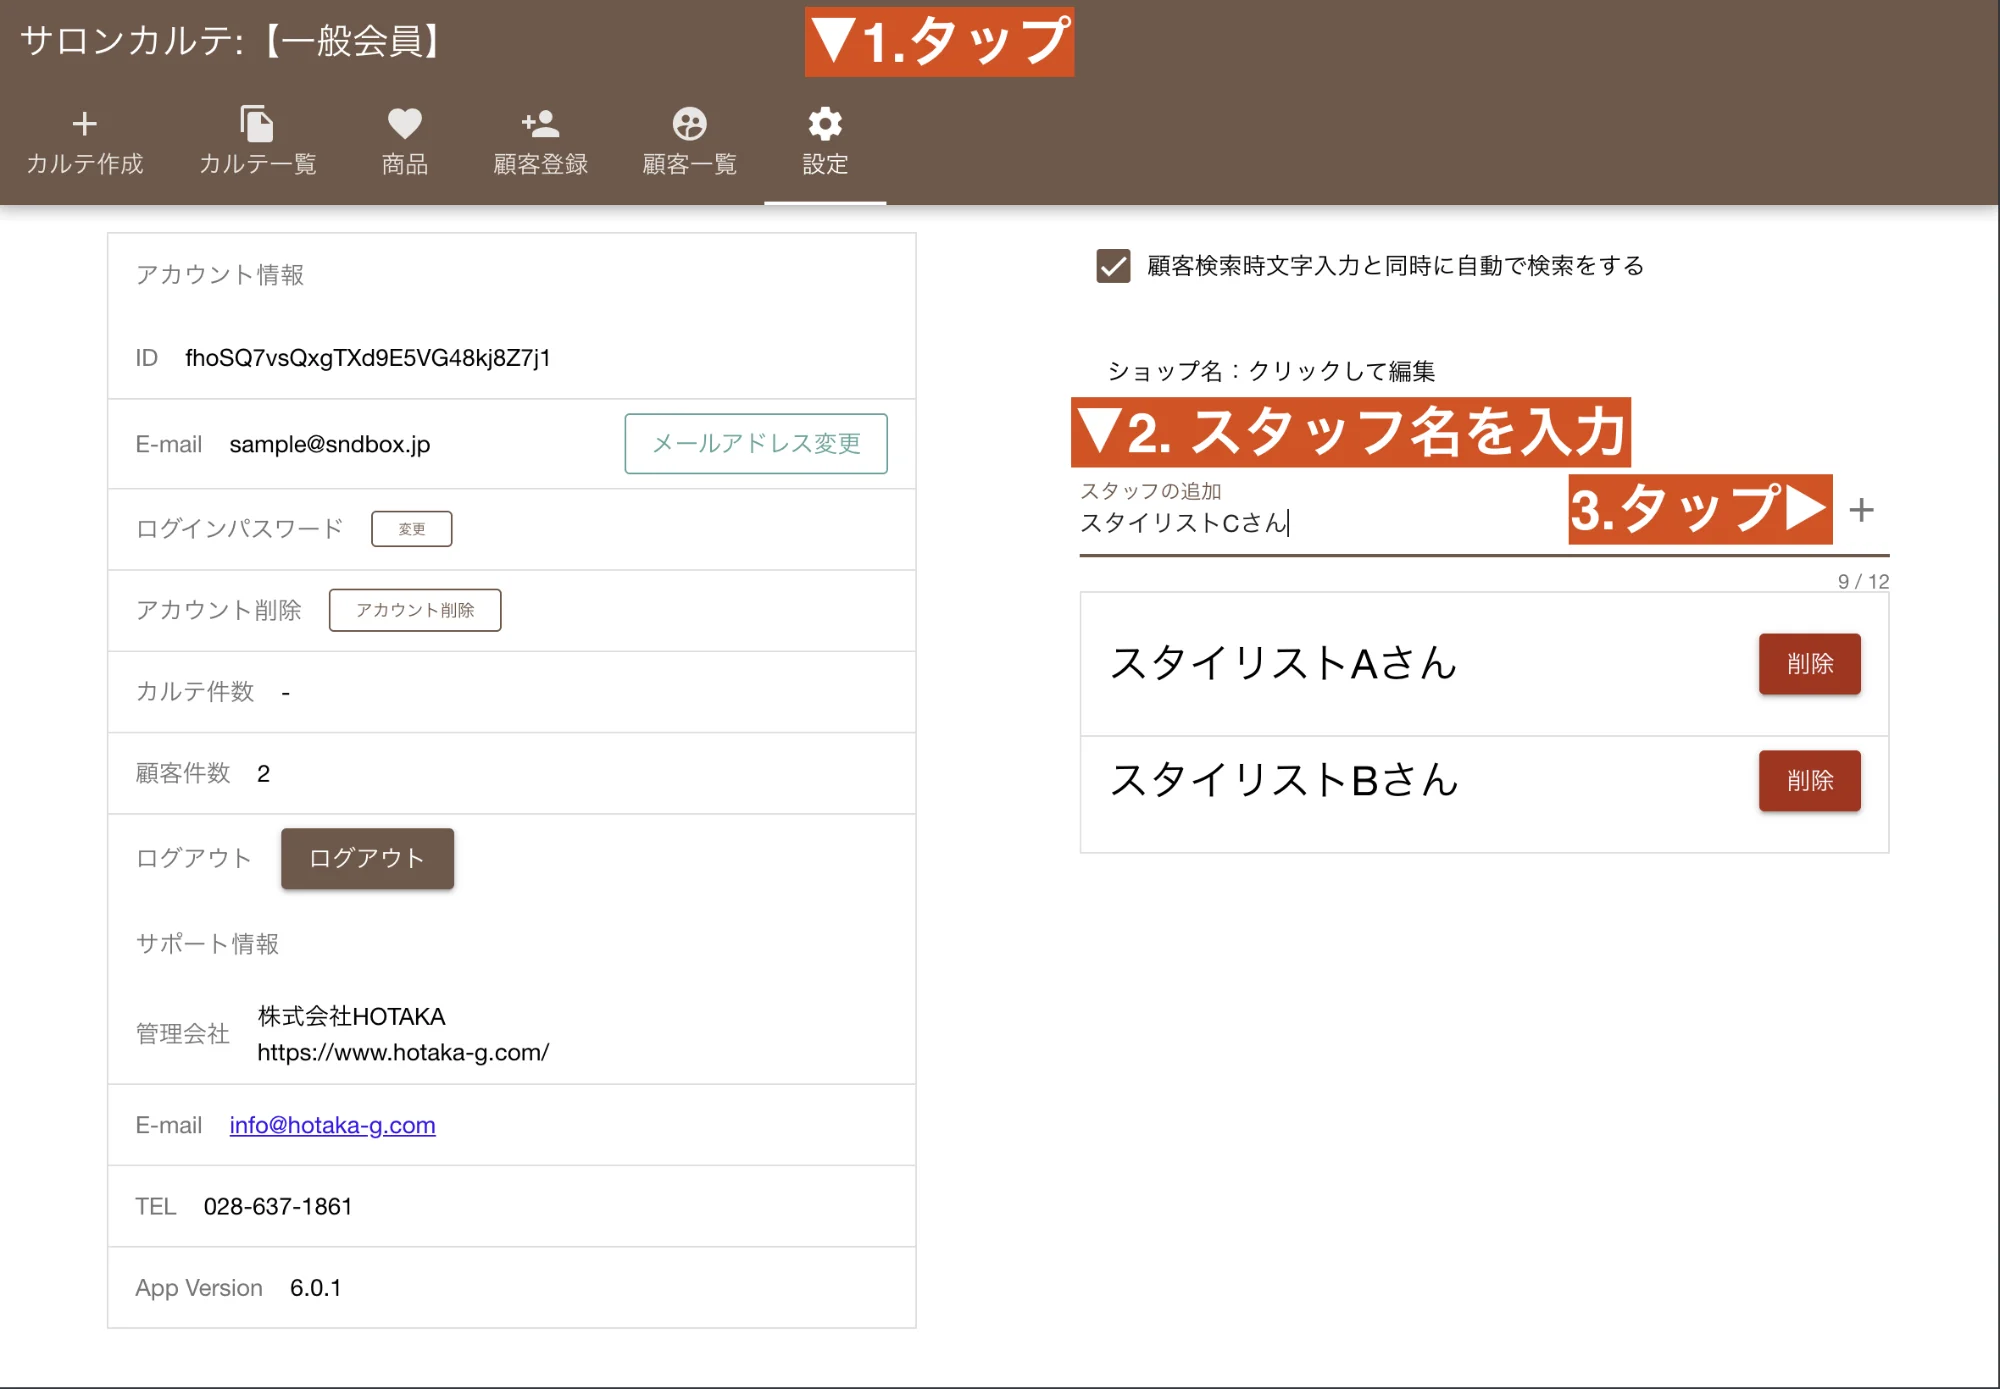 サロンカルテ:【一般会員】
▼1.タップ
カルテ作成
カルテ一覧
商品
顧客登録
顧客一覧
設定
アカウント情報
ID fhoSQ7vsQxgTXd9E5VG48kj8Z7j1
E-mail sample@sndbox.jp メールアドレス変更
ログインパスワード 変更
アカウント削除 アカウント削除
カルテ件数 -
顧客件数 2
ログアウト ログアウト
サポート情報
管理会社
株式会社HOTAKA
https://www.hotaka-g.com/
E-mail info@hotaka-g.com
TEL 028-637-1861
App Version 6.0.1
顧客検索時文字入力と同時に自動で検索をする
ショップ名：クリックして編集
▼2. スタッフ名を入力
スタッフの追加
スタイリストCさん
3.タップ▶ +
9 / 12
スタイリストAさん 削除
スタイリストBさん 削除